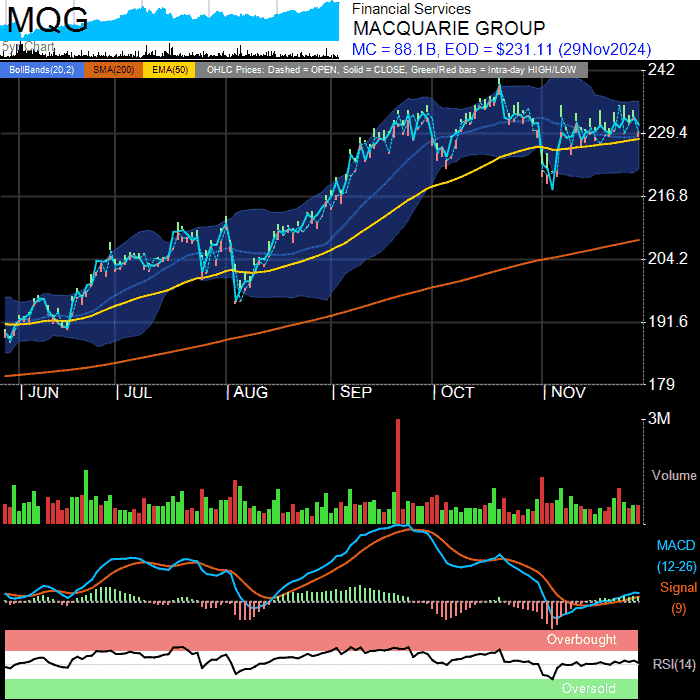 MQG
Financial Services
MACQUARIE GROUP
MC = 88.1B, EOD = $231.11 (29Nov2024)
BollBands(20,2) SMA(200) EMA(50) OHLC Prices: Dashed = OPEN, Solid = CLOSE, Green/Red bars = Intra-day HIGH/LOW
242
229.4
216.8
204.2
191.6
179
JUN JUL AUG SEP OCT NOV
3M
Volume
MACD
(12-26)
Signal
(9)
Overbought
RSI(14)
Oversold